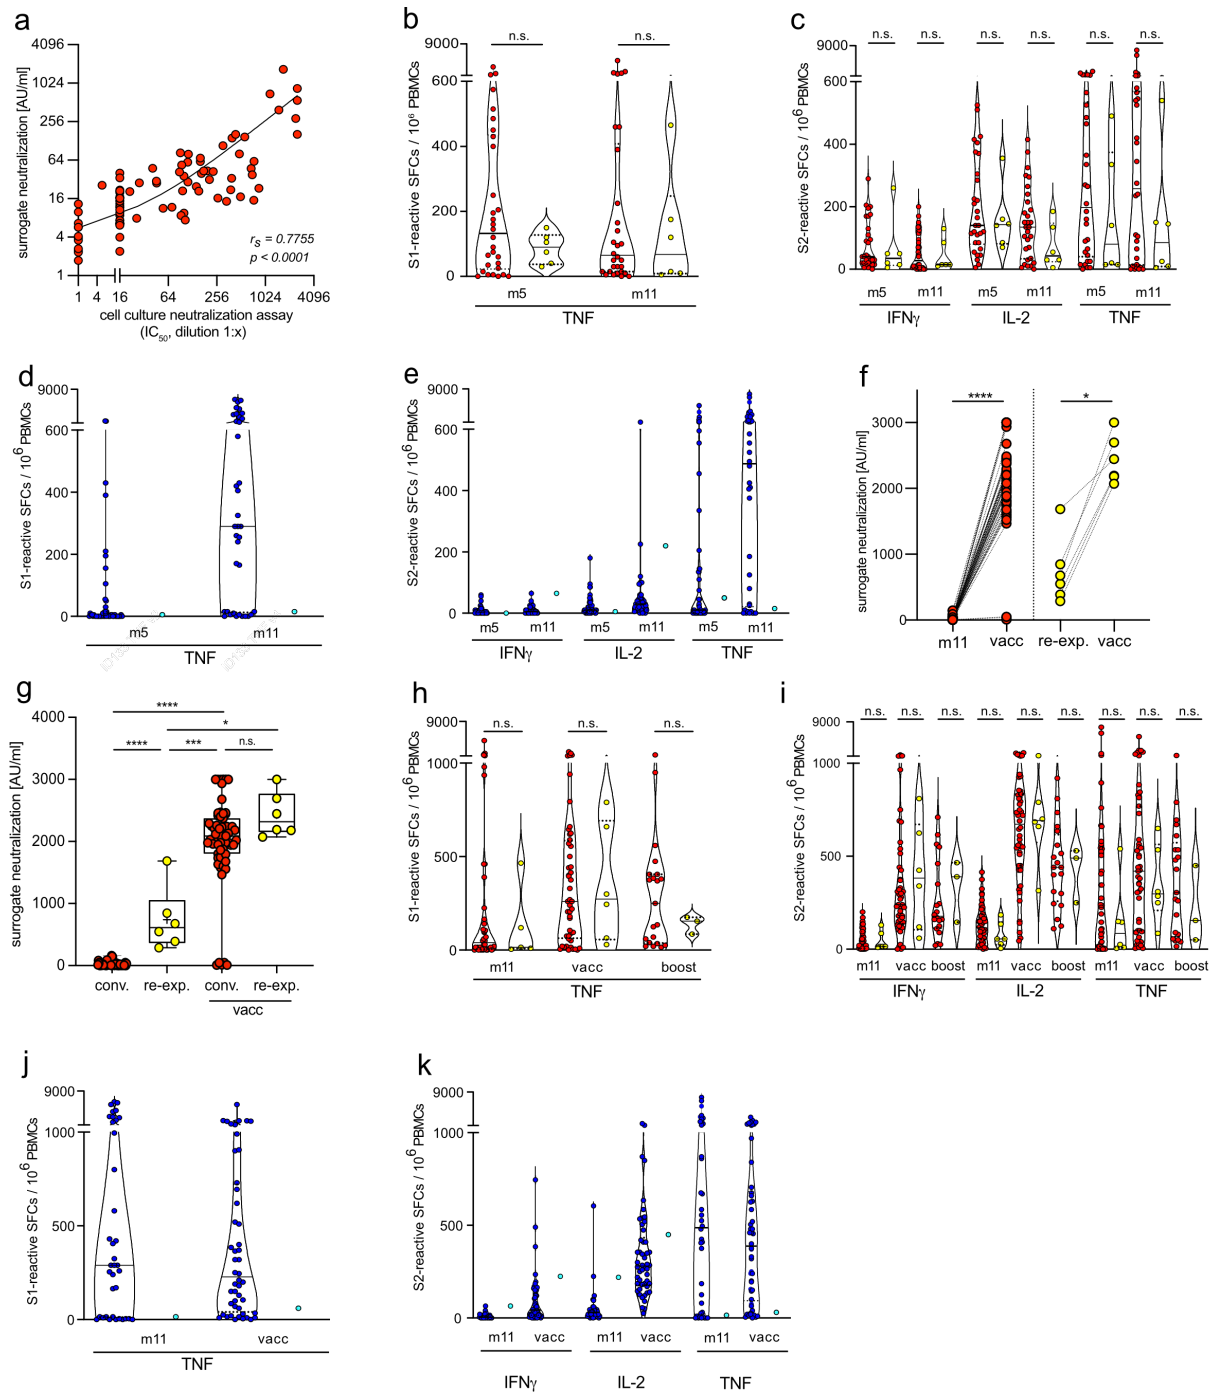 a
4096
1024
256
64
16
4
1
surrogate neutralization [AU/ml]
rs = 0.7755
p < 0.0001
1 4 16 64 256 1024 4096
cell culture neutralization assay
(IC50, dilution 1:x)
b
9000
600
400
200
0
S1-reactive SFCs / 10⁶ PBMCs
n.s. n.s.
m5 m11
TNF
c
9000
600
400
200
0
S2-reactive SFCs / 10⁶ PBMCs
n.s. n.s. n.s. n.s. n.s. n.s.
m5 m11 m5 m11 m5 m11
IFNγ IL-2 TNF
d
9000
600
400
200
0
S1-reactive SFCs / 10⁶ PBMCs
m5 m11
TNF
e
9000
600
400
200
0
S2-reactive SFCs / 10⁶ PBMCs
m5 m11 m5 m11 m5 m11
IFNγ IL-2 TNF
f
3000
2000
1000
0
surrogate neutralization [AU/ml]
**** *
m11 vacc re-exp. vacc
g
4000
3000
2000
1000
0
surrogate neutralization [AU/ml]
****
*
**** *** n.s.
conv. re-exp. conv. re-exp.
vacc
h
9000
1000
500
0
S1-reactive SFCs / 10⁶ PBMCs
n.s. n.s. n.s.
m11 vacc boost
TNF
i
9000
1000
500
0
S2-reactive SFCs / 10⁶ PBMCs
n.s. n.s. n.s. n.s. n.s. n.s. n.s. n.s. n.s.
m11 vacc boost m11 vacc boost m11 vacc boost
IFNγ IL-2 TNF
j
9000
1000
500
0
S1-reactive SFCs / 10⁶ PBMCs
m11 vacc
TNF
k
9000
1000
500
0
S2-reactive SFCs / 10⁶ PBMCs
m11 vacc m11 vacc m11 vacc
IFNγ IL-2 TNF